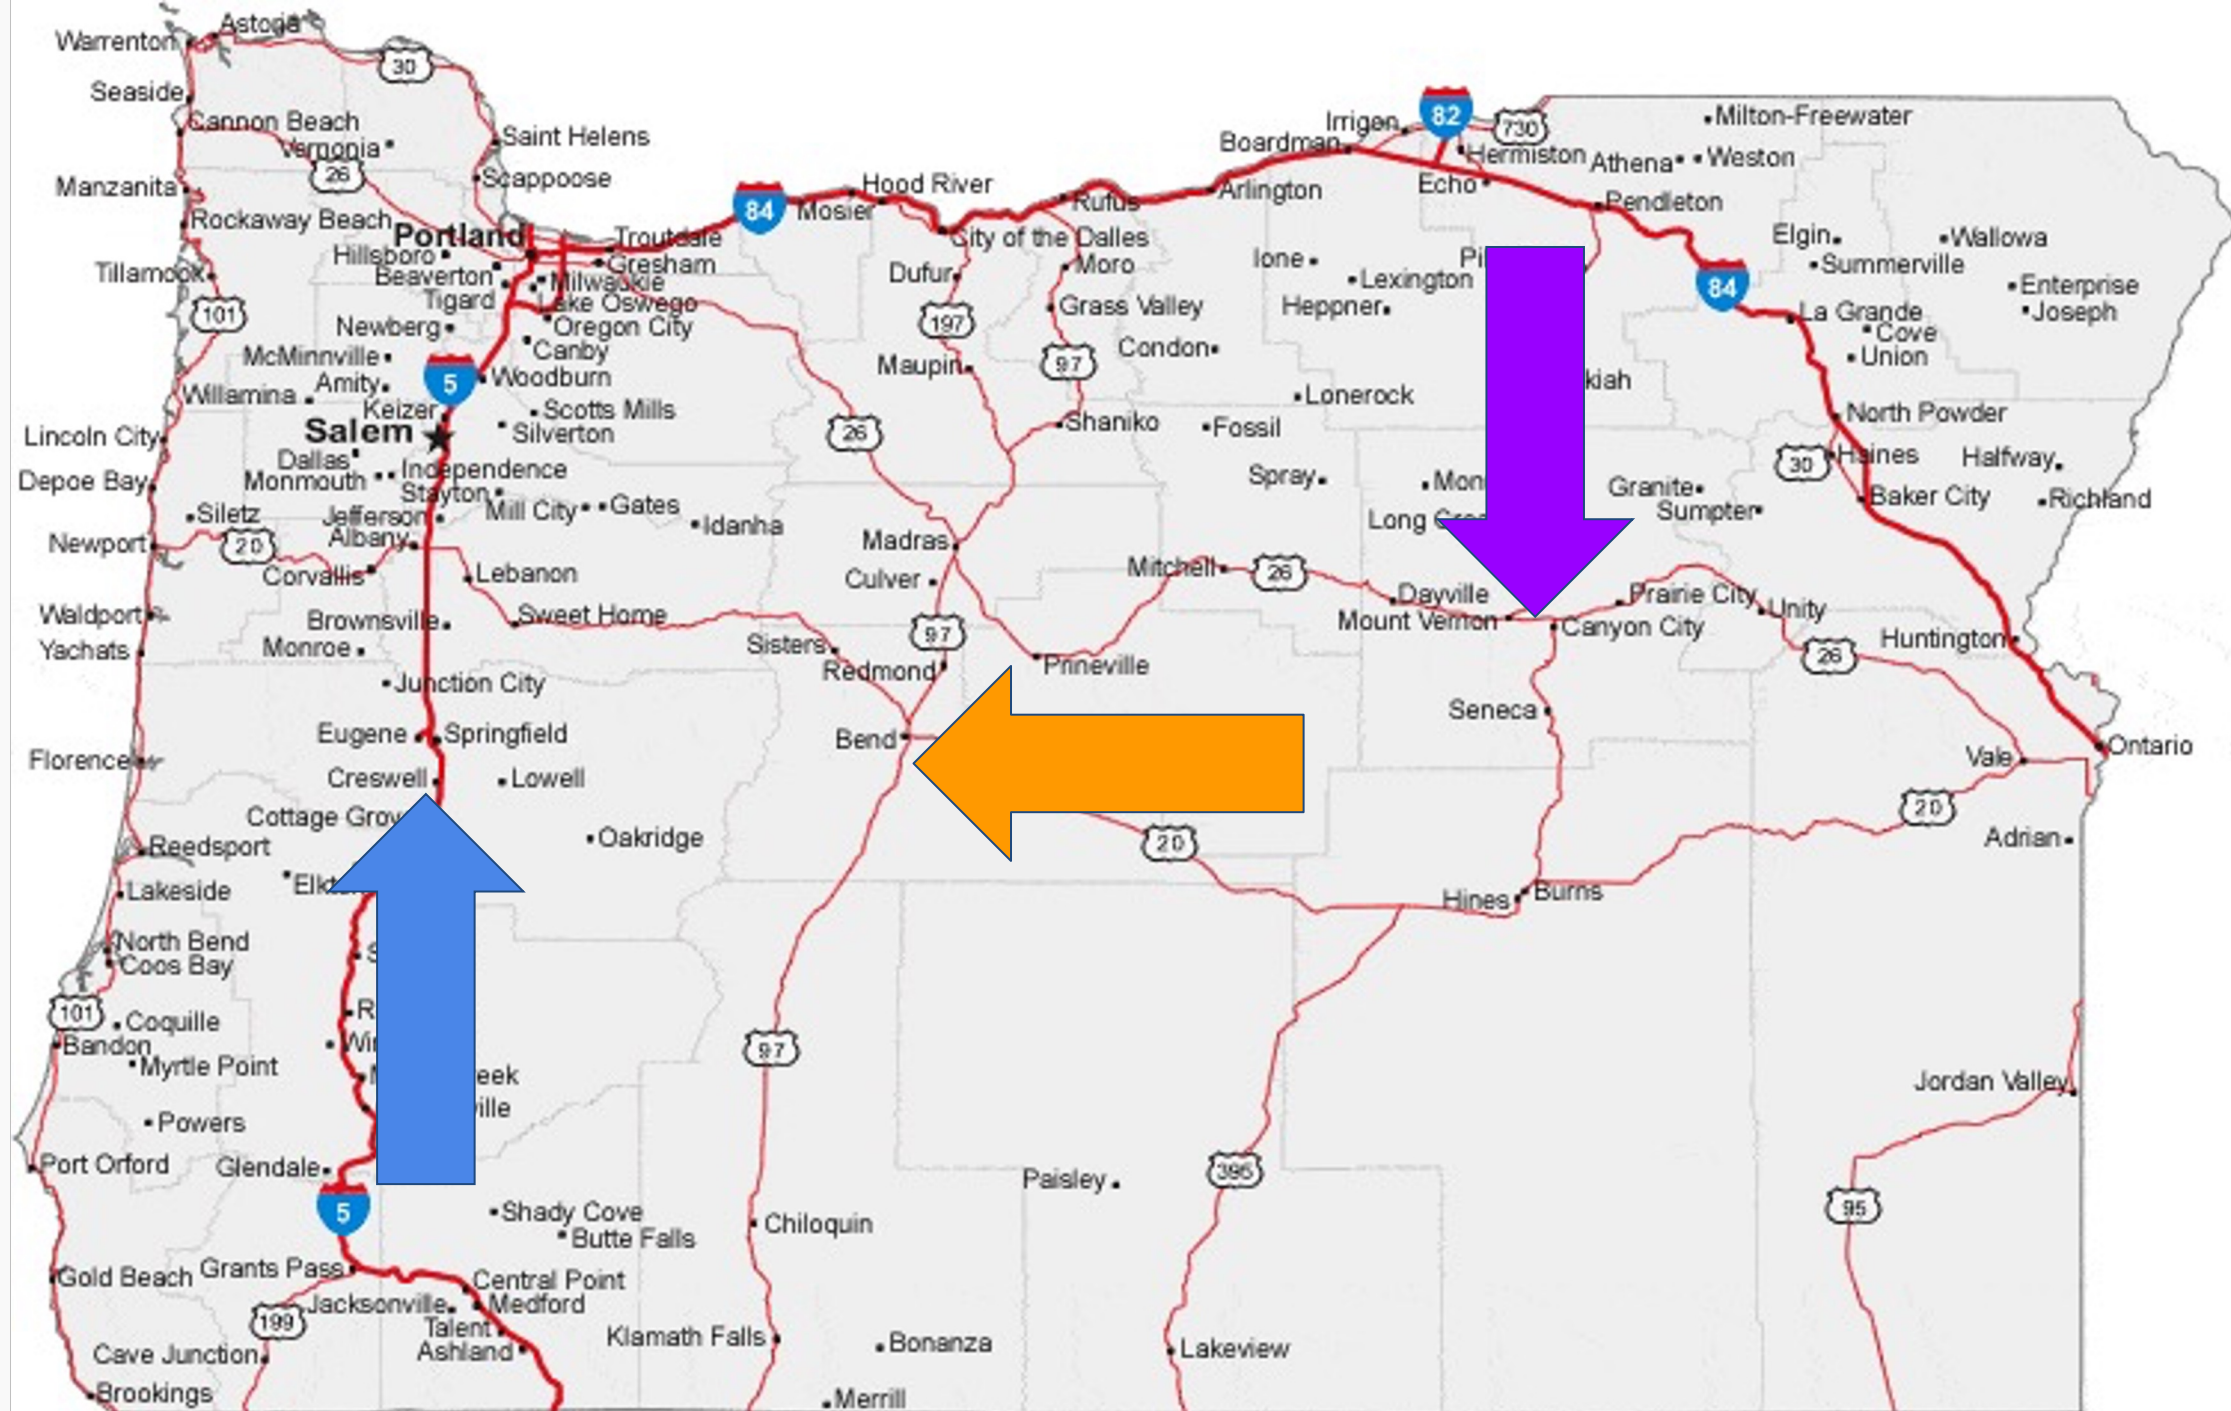 Astoria
Warrenton
30
Seaside
Cannon Beach
Vernonia
Saint Helens
26
Scappoose
Manzanita
Rockaway Beach
Portland
Hillsboro
Troutdale
Gresham
Beaverton
Milwaukie
Tillamook
Tigard
Lake Oswego
101
Newberg
Oregon City
Canby
McMinnville
Amity
5
Woodburn
Willamina
Keizer
Scotts Mills
Salem
Silverton
Lincoln City
Dallas
Independence
Monmouth
Depoe Bay
Stayton
Mill City
Gates
Siletz
Jefferson
Idanha
Albany
Newport
20
Corvallis
Lebanon
Waldport
Brownsville
Sweet Home
Yachats
Monroe
Junction City
Eugene
Springfield
Florence
Creswell
Lowell
Cottage Grov
Oakridge
Reedsport
Lakeside
North Bend
Coos Bay
101
Coquille
Bandon
Myrtle Point
eek
ville
Powers
Port Orford
Glendale
5
Shady Cove
Butte Falls
Gold Beach
Grants Pass
Central Point
Jacksonville
Medford
199
Talent
Cave Junction
Ashland
Brookings
84
Mosier
Hood River
Rufus
City of the Dalles
Dufur
Moro
Grass Valley
197
97
Maupin
Condon
Shaniko
26
Fossil
Lonerock
Spray
Madras
Culver
Mitchell
26
97
Sisters
Redmond
Prineville
Bend
20
97
Chiloquin
Klamath Falls
Bonanza
Merrill
Paisley
395
Lakeview
82
730
Irrigon
Boardman
Hermiston
Arlington
Echo
Milton-Freewater
Athena
Weston
Pendleton
Ione
Lexington
Heppner
Pi
kiah
84
Elgin
Summerville
Wallowa
Enterprise
Joseph
La Grande
Cove
Union
North Powder
30
Haines
Halfway
Baker City
Richland
Granite
Sumpter
Mon
Long
Dayville
Mount Vernon
Canyon City
Prairie City
Unity
26
Huntington
Seneca
Vale
Ontario
20
Adrian
Hines
Burns
Jordan Valley
95